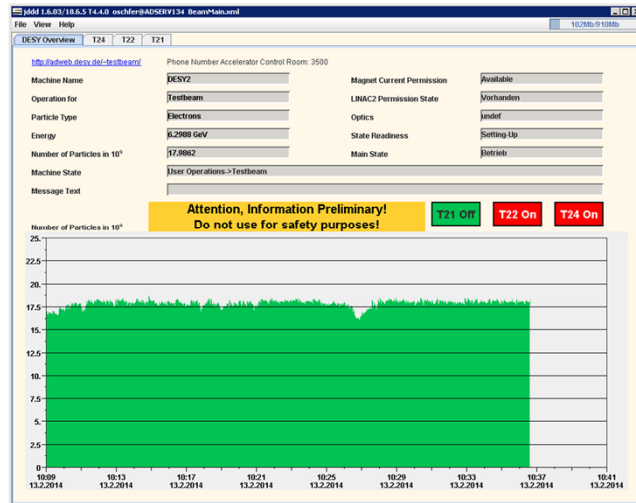 jddd 1.6.03/18.6.5 T4.4.0 oschfer@ADSERV134 BeamMain.xml
File View Help 102Mb/910Mb
DESY Overview T24 T22 T21
http://adweb.desy.de/~testbeam/ Phone Number Accelerator Control Room: 3500
Machine Name DESY2 Magnet Current Permission Available
Operation for Testbeam LINAC2 Permission State Vorhanden
Particle Type Electrons Optics undef
Energy 6.2988 GeV State Readiness Setting-Up
Number of Particles in 10⁹ 17.9862 Main State Betrieb
Machine State User Operations->Testbeam
Message Text
Attention, Information Preliminary! T21 Off T22 On T24 On
Do not use for safety purposes!
Number of Particles in 10⁹
25.
22.5
20.
17.5
15.
12.5
10.
7.5
5.
2.5
0
10:09 10:13 10:17 10:21 10:25 10:29 10:33 10:37 10:41
13.2.2014 13.2.2014 13.2.2014 13.2.2014 13.2.2014 13.2.2014 13.2.2014 13.2.2014 13.2.2014